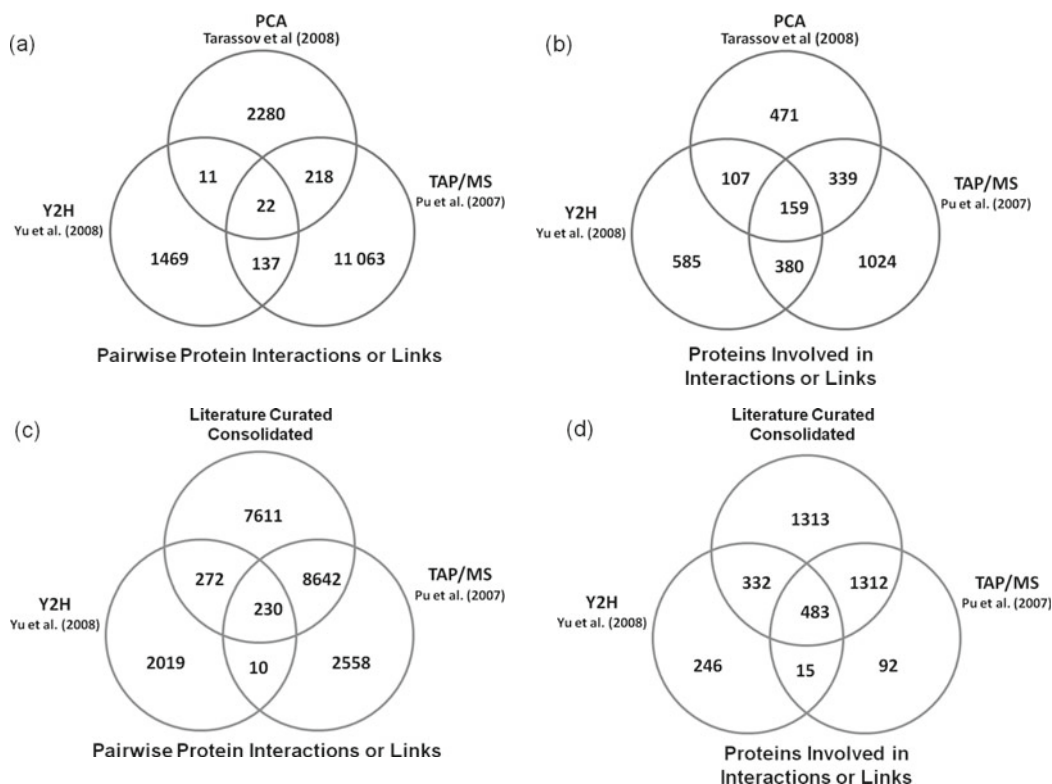 (a)
PCA
Tarassov et al (2008)
2280
11
218
22
Y2H
Yu et al. (2008)
TAP/MS
Pu et al. (2007)
1469
137
11 063
Pairwise Protein Interactions or Links
(b)
PCA
Tarassov et al (2008)
471
107
339
159
Y2H
Yu et al. (2008)
TAP/MS
Pu et al. (2007)
585
380
1024
Proteins Involved in
Interactions or Links
(c)
Literature Curated
Consolidated
7611
272
8642
230
Y2H
Yu et al. (2008)
TAP/MS
Pu et al. (2007)
2019
10
2558
Pairwise Protein Interactions or Links
(d)
Literature Curated
Consolidated
1313
332
1312
483
Y2H
Yu et al. (2008)
TAP/MS
Pu et al. (2007)
246
15
92
Proteins Involved in
Interactions or Links